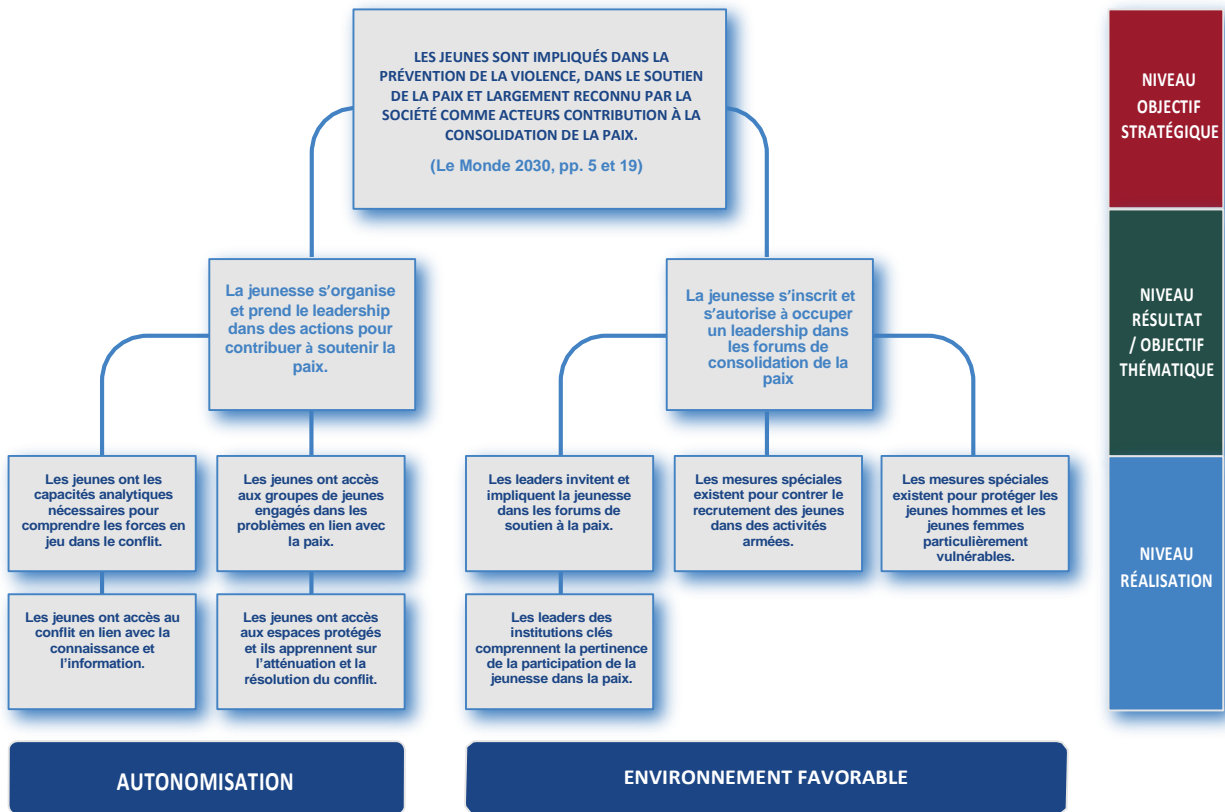 LES JEUNES SONT IMPLIQUÉS DANS LA
PRÉVENTION DE LA VIOLENCE, DANS LE SOUTIEN
DE LA PAIX ET LARGEMENT RECONNU PAR LA
SOCIÉTÉ COMME ACTEURS CONTRIBUTION À LA
CONSOLIDATION DE LA PAIX.
(Le Monde 2030, pp. 5 et 19)
NIVEAU
OBJECTIF
STRATÉGIQUE
La jeunesse s’organise
et prend le leadership
dans des actions pour
contribuer à soutenir la
paix.
La jeunesse s’inscrit et
s’autorise à occuper
un leadership dans
les forums de
consolidation de la
paix
NIVEAU
RÉSULTAT
/ OBJECTIF
THÉMATIQUE
Les jeunes ont les
capacités analytiques
nécessaires pour
comprendre les forces en
jeu dans le conflit.
Les jeunes ont accès
aux groupes de jeunes
engagés dans les
problèmes en lien avec
la paix.
Les leaders invitent et
impliquent la jeunesse
dans les forums de
soutien à la paix.
Les mesures spéciales
existent pour contrer le
recrutement des jeunes
dans des activités
armées.
Les mesures spéciales
existent pour protéger les
jeunes hommes et les
jeunes femmes
particulièrement
vulnérables.
NIVEAU
RÉALISATION
Les jeunes ont accès au
conflit en lien avec la
connaissance et
l’information.
Les jeunes ont accès
aux espaces protégés
et ils apprennent sur
l’atténuation et la
résolution du conflit.
Les leaders des
institutions clés
comprennent la pertinence
de la participation de la
jeunesse dans la paix.
AUTONOMISATION
ENVIRONNEMENT FAVORABLE